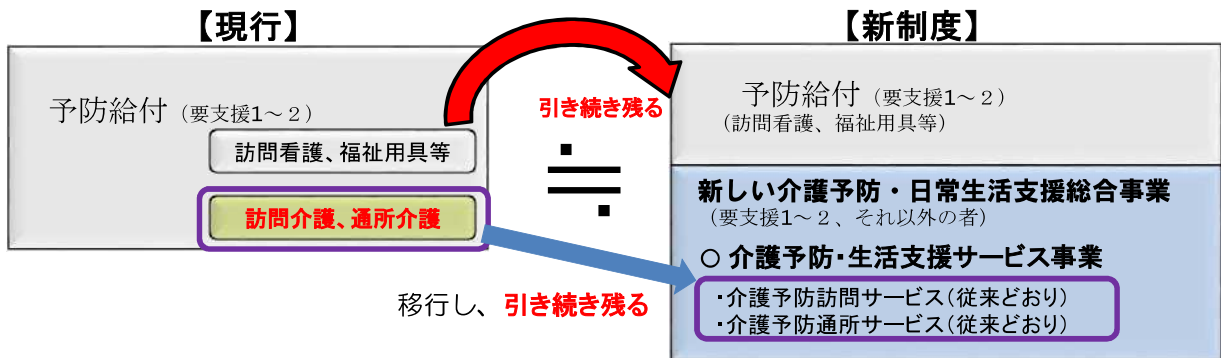 【現行】
予防給付（要支援1～2）
訪問看護、福祉用具等
訪問介護、通所介護
引き続き残る
≒
移行し、引き続き残る
【新制度】
予防給付（要支援1～2）
（訪問看護、福祉用具等）
新しい介護予防・日常生活支援総合事業
（要支援1～2、それ以外の者）
○ 介護予防・生活支援サービス事業
・介護予防訪問サービス（従来どおり）
・介護予防通所サービス（従来どおり）